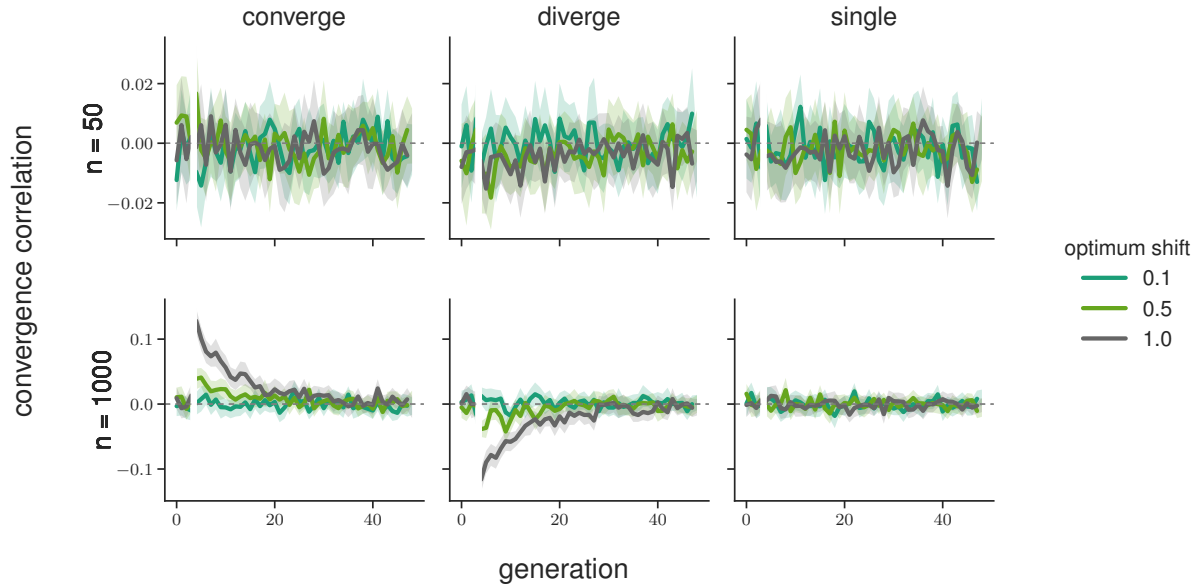 converge diverge single
convergence correlation
n = 50
0.02
0.00
−0.02
n = 1000
0.1
0.0
−0.1
0 20 40 0 20 40 0 20 40
generation
optimum shift
0.1
0.5
1.0